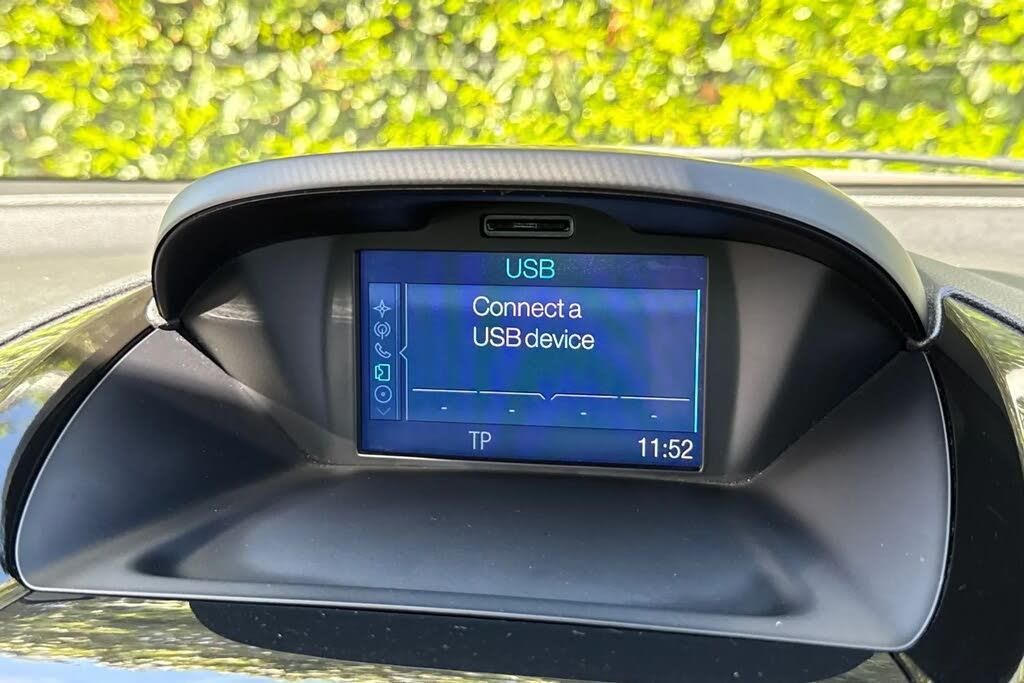 USB
Connect a
USB device
- - - -
TP 11:52